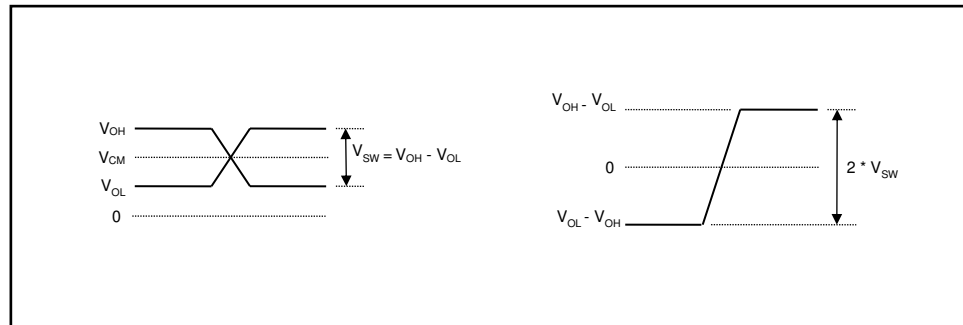 V_OH
V_CM
V_OL
0
V_SW = V_OH - V_OL
V_OH - V_OL
0
V_OL - V_OH
2 * V_SW